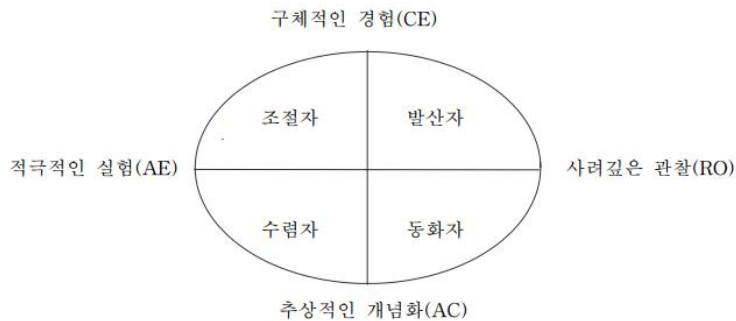 구체적인 경험(CE)
조절자 발산자
적극적인 실험(AE) 사려깊은 관찰(RO)
수렴자 동화자
추상적인 개념화(AC)